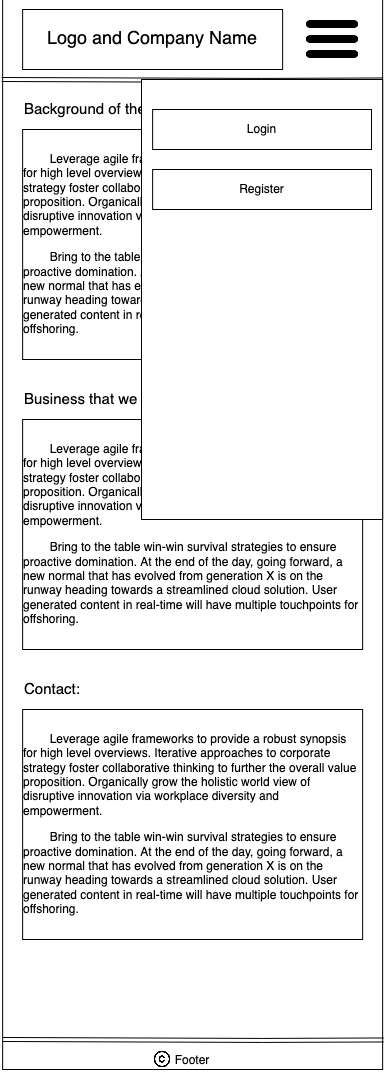 Logo and Company Name
Background of the
Login
Leverage agile
for high level overview
Register
strategy foster
proposition.
disruptive innovation
empowerment.
Bring to the table
proactive domination.
new normal that has
runway heading
generated content in
offshoring.
Business that we
Leverage agile
for high level overview
strategy foster
proposition.
disruptive innovation
empowerment.
Bring to the table win-win survival strategies to ensure
proactive domination. At the end of the day, going forward, a
new normal that has evolved from generation X is on the
runway heading towards a streamlined cloud solution. User
generated content in real-time will have multiple touchpoints for
offshoring.
Contact:
Leverage agile frameworks to provide a robust synopsis
for high level overviews. Iterative approaches to corporate
strategy foster collaborative thinking to further the overall value
proposition. Organically grow the holistic world view of
disruptive innovation via workplace diversity and
empowerment.
Bring to the table win-win survival strategies to ensure
proactive domination. At the end of the day, going forward, a
new normal that has evolved from generation X is on the
runway heading towards a streamlined cloud solution. User
generated content in real-time will have multiple touchpoints for
offshoring.
© Footer